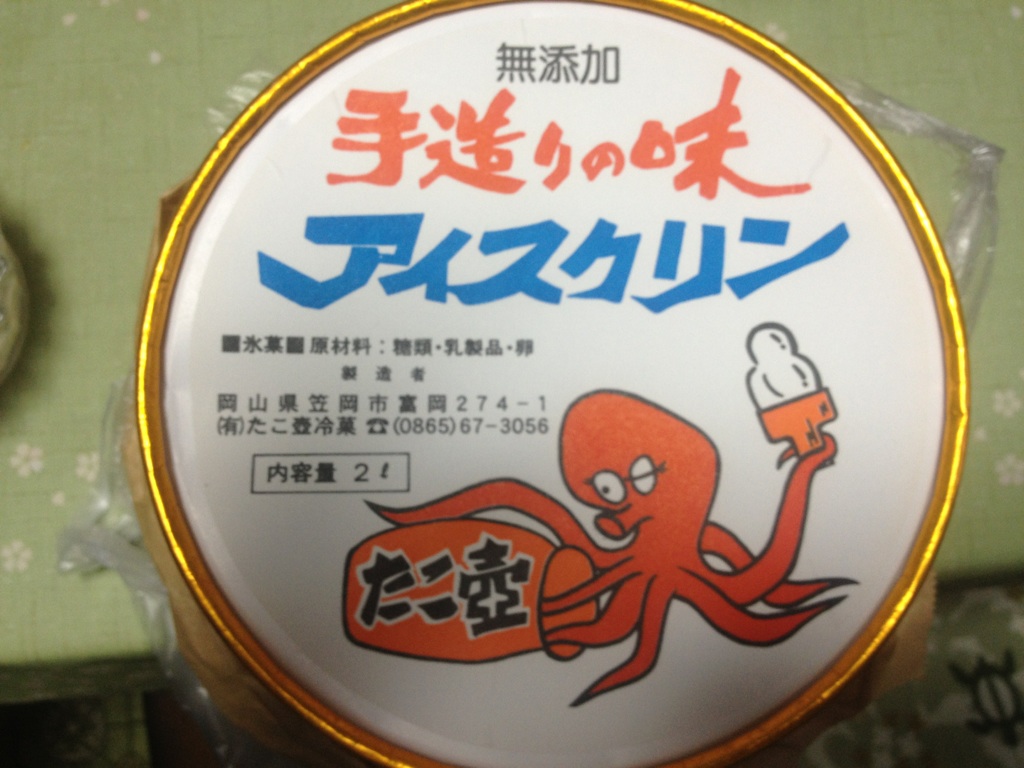 無添加
手造りの味
アイスクリン
■氷菓■原材料：糖類・乳製品・卵
製造者
岡山県笠岡市富岡274-1
㈲たこ壺冷菓 ☎(0865)67-3056
内容量 2ℓ
たこ壺